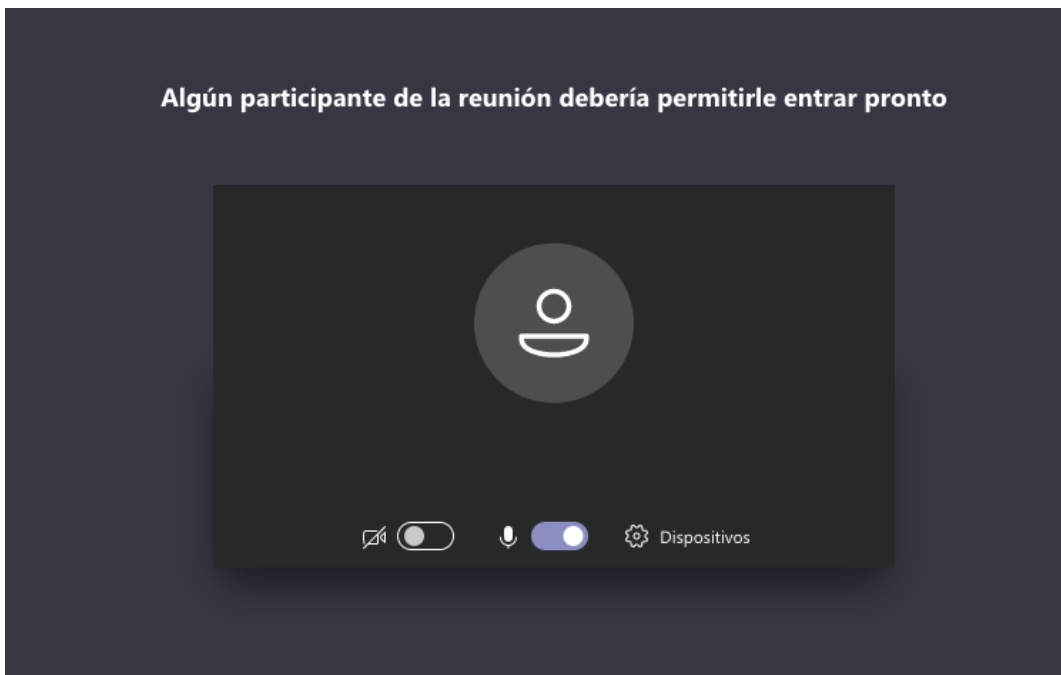 Algún participante de la reunión debería permitirle entrar pronto
Dispositivos